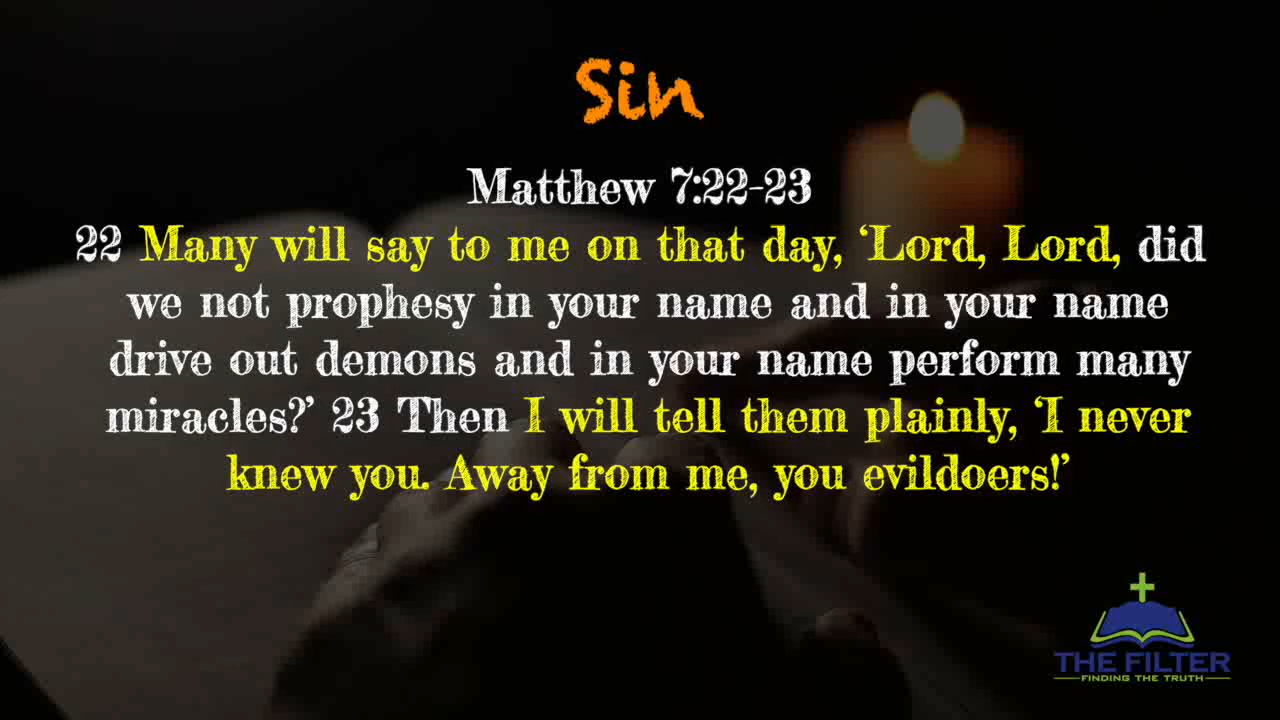 Sin
Matthew 7:22-23
22 Many will say to me on that day, ‘Lord, Lord, did
we not prophesy in your name and in your name
drive out demons and in your name perform many
miracles?’ 23 Then I will tell them plainly, ‘I never
knew you. Away from me, you evildoers!’
THE FILTER
FINDING THE TRUTH